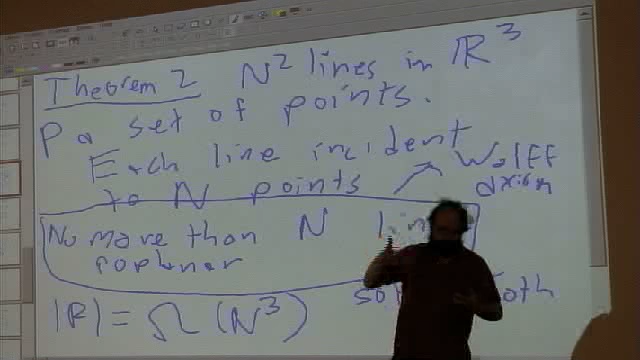 Theorem 2 N² lines in ℝ³
P a set of points.
Each line incident
to N points
Wolff
axiom
No more than N
coplanar
|P| = Ω (N³)